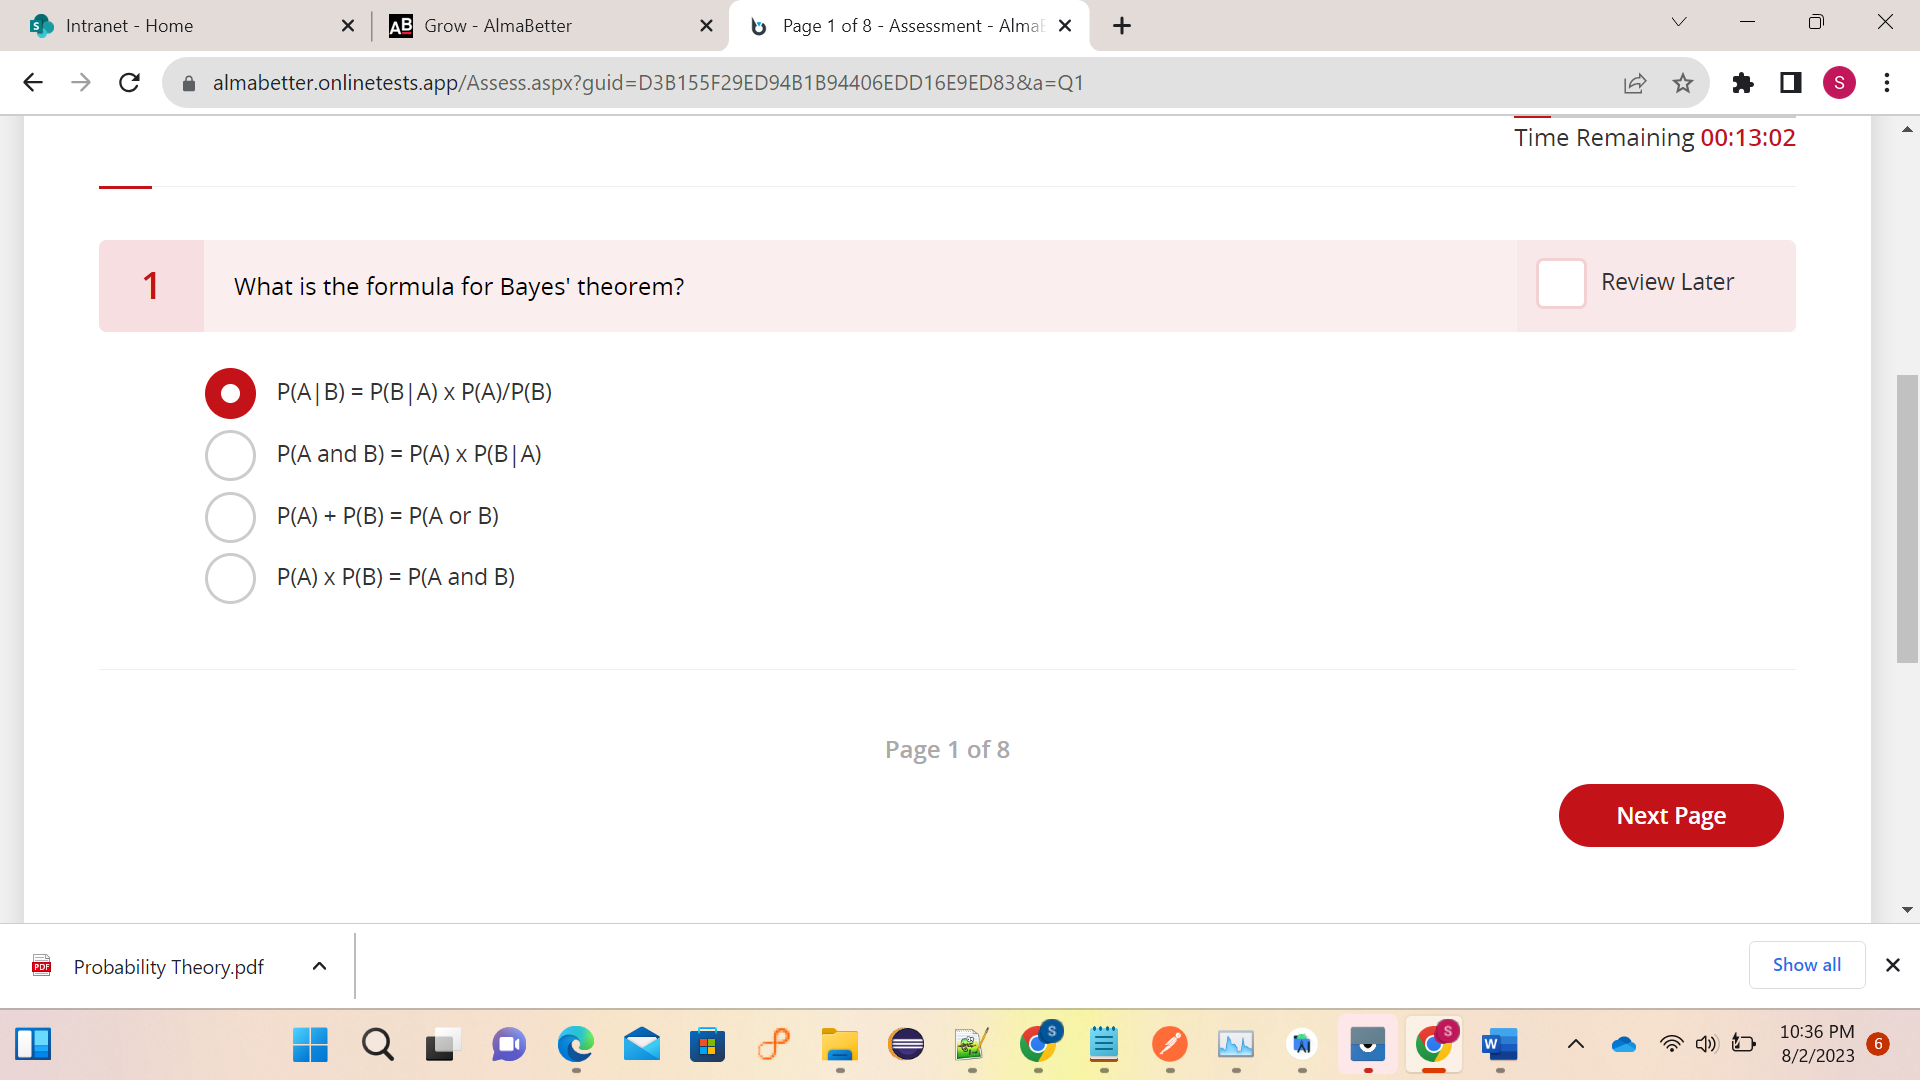 Intranet - Home
Grow - AlmaBetter
Page 1 of 8 - Assessment - Alma
almabetter.onlinetests.app/Assess.aspx?guid=D3B155F29ED94B1B94406EDD16E9ED83&a=Q1
S
Time Remaining 00:13:02
1
What is the formula for Bayes' theorem?
Review Later
P(A|B) = P(B|A) x P(A)/P(B)
P(A and B) = P(A) x P(B|A)
P(A) + P(B) = P(A or B)
P(A) x P(B) = P(A and B)
Page 1 of 8
Next Page
PDF
Probability Theory.pdf
Show all
10:36 PM
8/2/2023
6